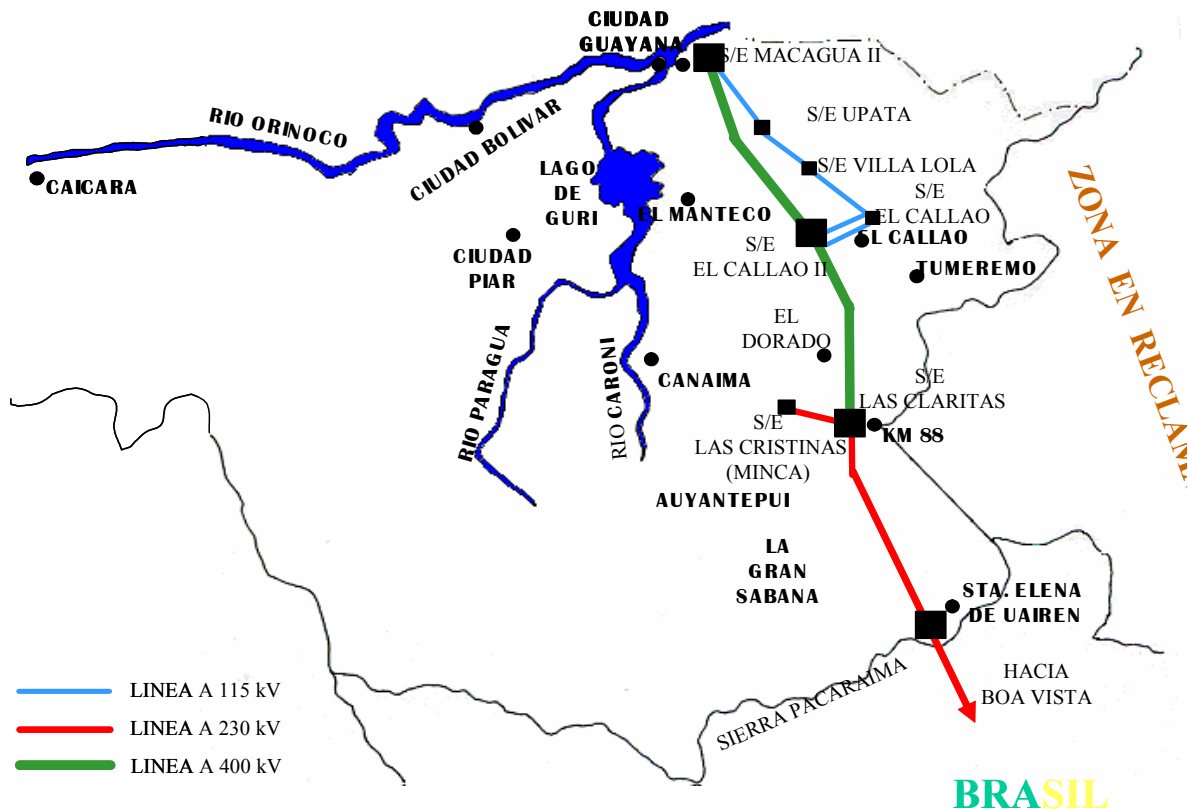 CIUDAD
GUAYANA
S/E MACAGUA II
RIO ORINOCO
CIUDAD BOLIVAR
S/E UPATA
CAICARA
LAGO
DE
GURI
S/E VILLA LOLA
S/E
EL CALLAO
EL MANTECO
EL CALLAO
CIUDAD
PIAR
S/E
EL CALLAO II
TUMEREMO
ZONA EN RECLAM
EL
DORADO
RIO PARAGUA
RIO CARONI
CANAIMA
S/E
LAS CLARITAS
KM 88
S/E
LAS CRISTINAS
(MINCA)
AUYANTEPUI
LA
GRAN
SABANA
STA. ELENA
DE UAIREN
HACIA
BOA VISTA
SIERRA PACARAIMA
LINEA A 115 kV
LINEA A 230 kV
LINEA A 400 kV
BRASIL